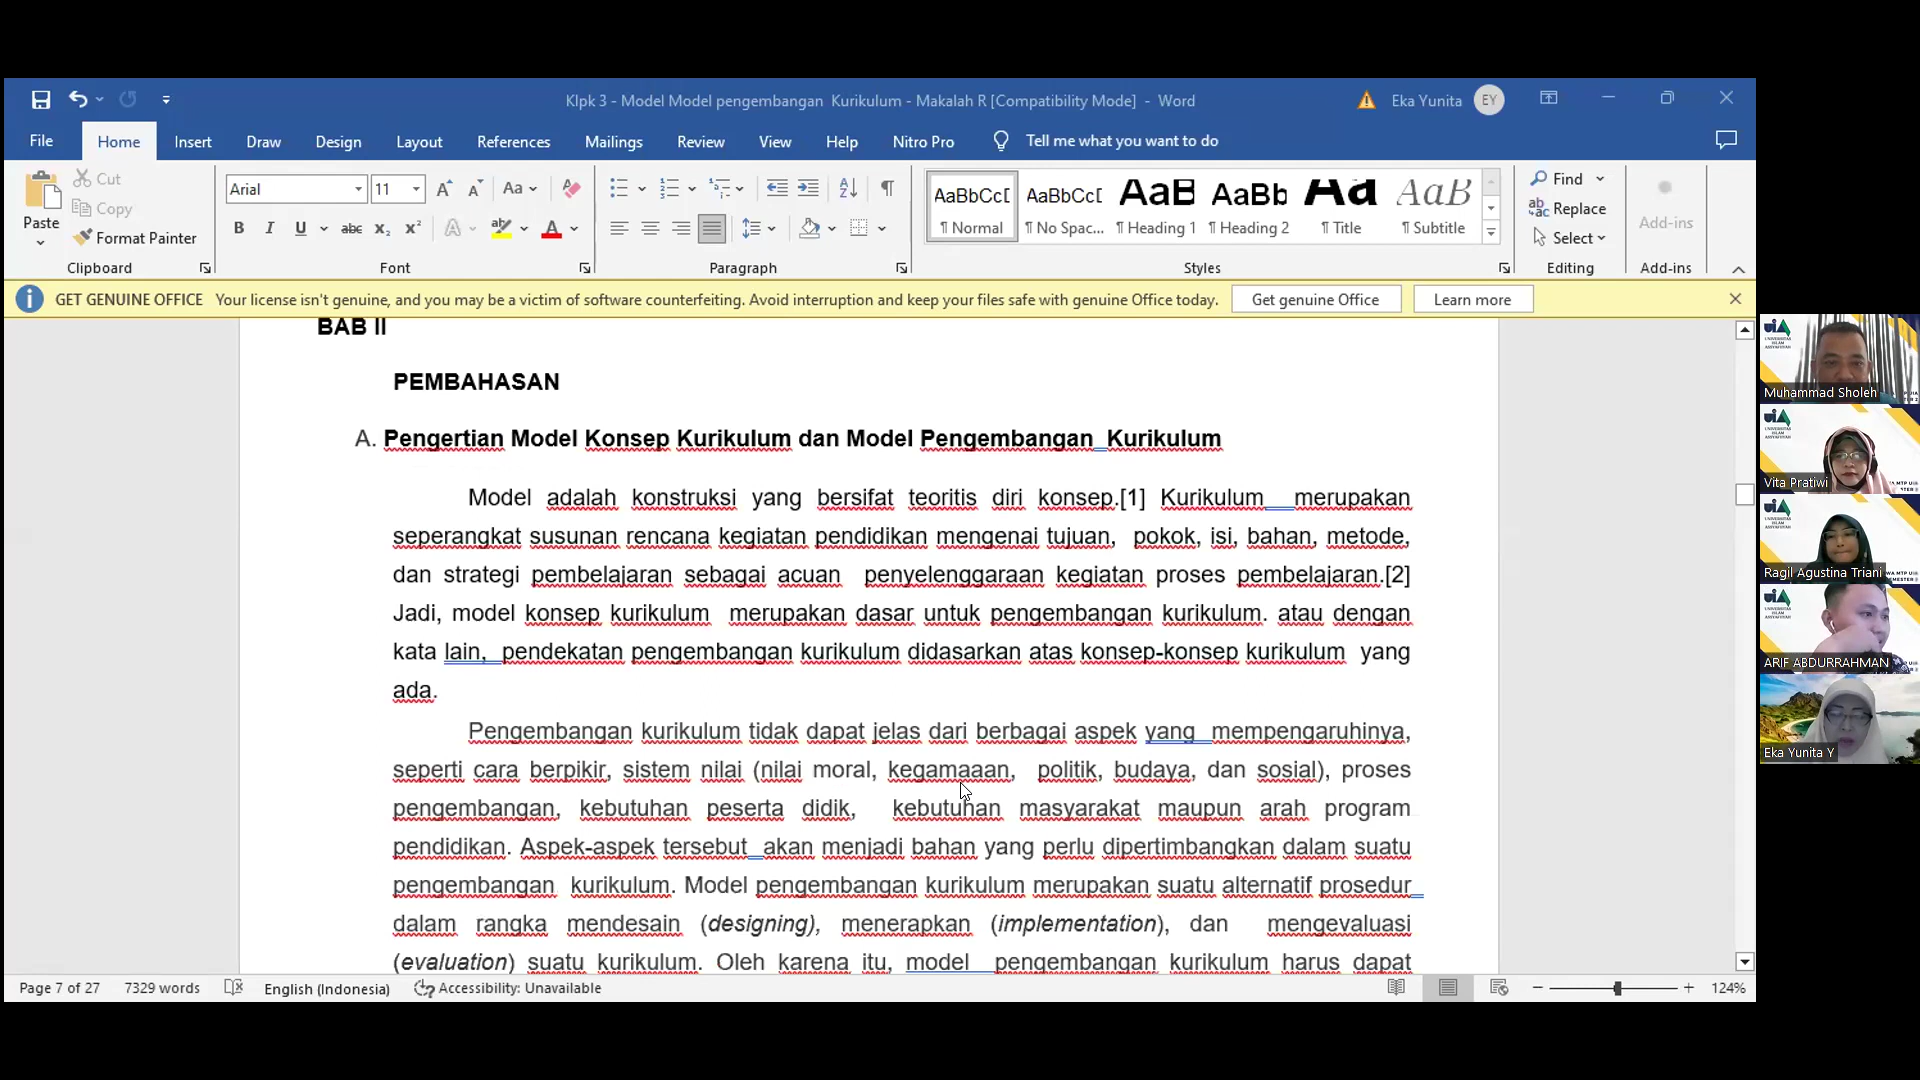 Klpk 3 - Model Model pengembangan  Kurikulum - Makalah R [Compatibility Mode]  -  Word
Eka Yunita
EY
File
Home
Insert
Draw
Design
Layout
References
Mailings
Review
View
Help
Nitro Pro
Tell me what you want to do
Paste
Cut
Copy
Format Painter
Clipboard
Arial
11
Font
Paragraph
AaBbCcD
¶ Normal
AaBbCcD
¶ No Spac...
AaB
¶ Heading 1
AaBb
¶ Heading 2
Aa
¶ Title
AaB
¶ Subtitle
Styles
Find
Replace
Select
Editing
Add-ins
Add-ins
GET GENUINE OFFICE Your license isn't genuine, and you may be a victim of software counterfeiting. Avoid interruption and keep your files safe with genuine Office today.
Get genuine Office
Learn more
BAB II
PEMBAHASAN
A. Pengertian Model Konsep Kurikulum dan Model Pengembangan  Kurikulum
Model adalah konstruksi yang bersifat teoritis diri konsep.[1] Kurikulum  merupakan
seperangkat susunan rencana kegiatan pendidikan mengenai tujuan,  pokok, isi, bahan, metode,
dan strategi pembelajaran sebagai acuan  penyelenggaraan kegiatan proses pembelajaran.[2]
Jadi, model konsep kurikulum  merupakan dasar untuk pengembangan kurikulum. atau dengan
kata lain,  pendekatan pengembangan kurikulum didasarkan atas konsep-konsep kurikulum  yang
ada.
Pengembangan kurikulum tidak dapat jelas dari berbagai aspek yang  mempengaruhinya,
seperti cara berpikir, sistem nilai (nilai moral, kegamaaan,  politik, budaya, dan sosial), proses
pengembangan, kebutuhan peserta didik,  kebutuhan masyarakat maupun arah program
pendidikan. Aspek-aspek tersebut  akan menjadi bahan yang perlu dipertimbangkan dalam suatu
pengembangan  kurikulum. Model pengembangan kurikulum merupakan suatu alternatif prosedur
dalam rangka mendesain (designing), menerapkan (implementation), dan  mengevaluasi
(evaluation) suatu kurikulum. Oleh karena itu, model  pengembangan kurikulum harus dapat
Page 7 of 27
7329 words
English (Indonesia)
Accessibility: Unavailable
124%
Muhammad Sholeh
Vita Pratiwi
Ragil Agustina Triani
ARIF ABDURRAHMAN
Eka Yunita Y